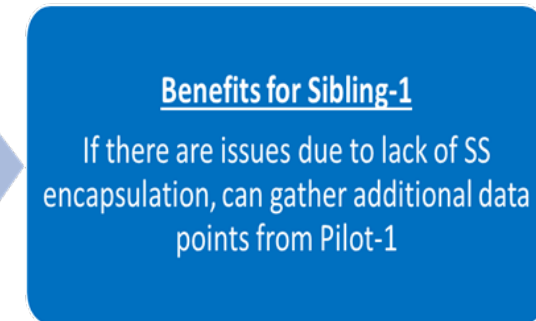 Benefits for Sibling-1
If there are issues due to lack of SS
encapsulation, can gather additional data
points from Pilot-1